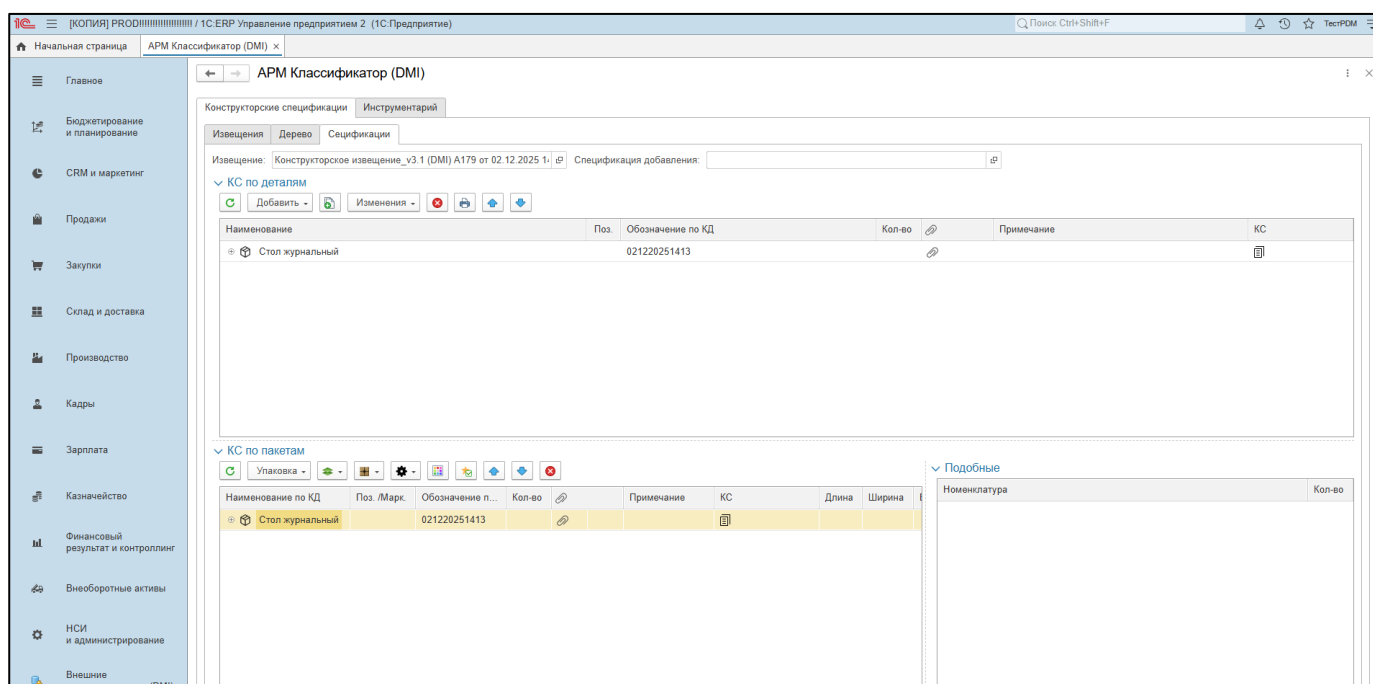 [КОПИЯ] PROD!!!!!!!!!!!!!!!!!!!! / 1С:ERP Управление предприятием 2 (1С:Предприятие)
Поиск Ctrl+Shift+F
ТестPDM
Начальная страница
АРМ Классификатор (DMI) ×
Главное
Бюджетирование
и планирование
CRM и маркетинг
Продажи
Закупки
Склад и доставка
Производство
Кадры
Зарплата
Казначейство
Финансовый
результат и контроллинг
Внеоборотные активы
НСИ
и администрирование
Внешние
АРМ Классификатор (DMI)
Конструкторские спецификации Инструментарий
Извещения Дерево Сецификации
Извещение: Конструкторское извещение_v3.1 (DMI) А179 от 02.12.2025 14 Спецификация добавления:
КС по деталям
Добавить Изменения
Наименование Поз. Обозначение по КД Кол-во Примечание КС
Стол журнальный 021220251413
КС по пакетам
Упаковка
Наименование по КД Поз. /Марк. Обозначение п... Кол-во Примечание КС Длина Ширина
Стол журнальный 021220251413
Подобные
Номенклатура Кол-во